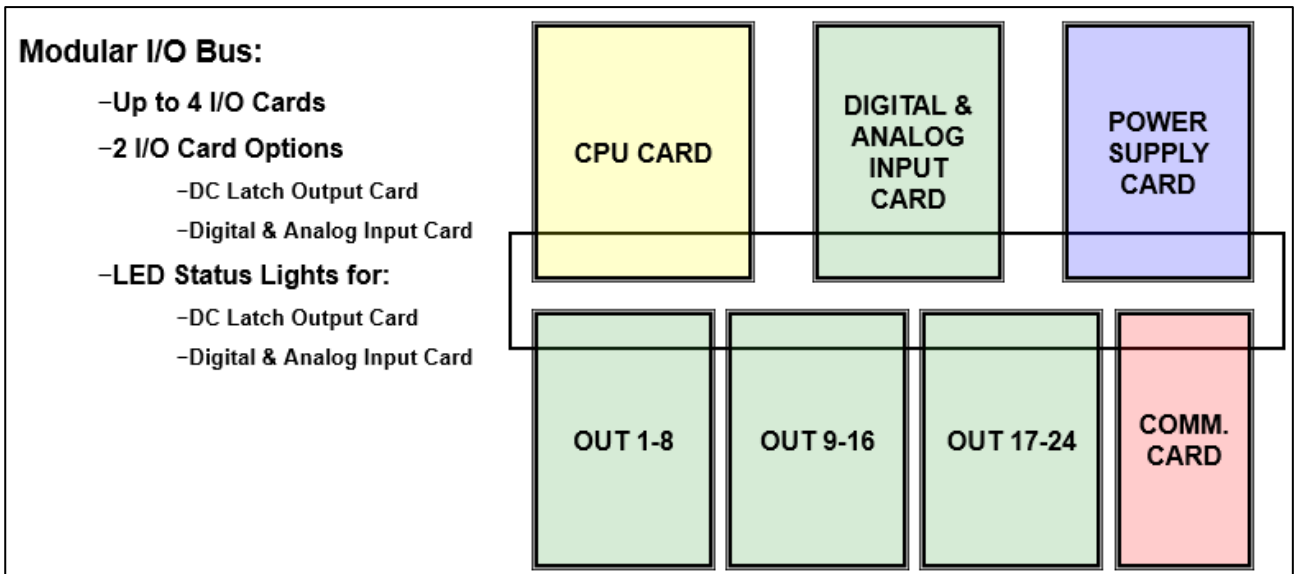 Modular I/O Bus:
−Up to 4 I/O Cards
−2 I/O Card Options
−DC Latch Output Card
−Digital & Analog Input Card
−LED Status Lights for:
−DC Latch Output Card
−Digital & Analog Input Card
CPU CARD
DIGITAL &
ANALOG
INPUT
CARD
POWER
SUPPLY
CARD
OUT 1-8
OUT 9-16
OUT 17-24
COMM.
CARD